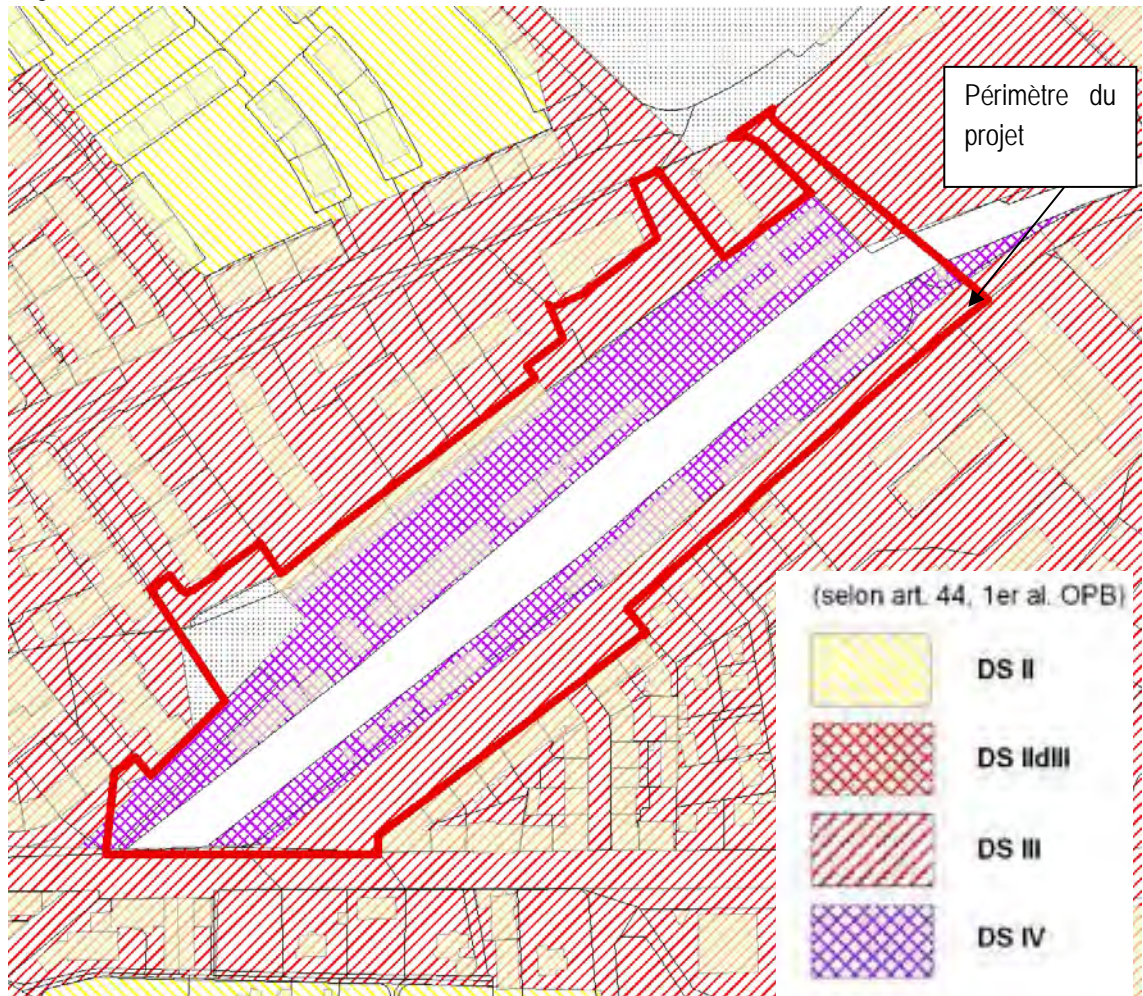 Périmètre du
projet
(selon art. 44, 1er al. OPB)
DS II
DS IIdIII
DS III
DS IV